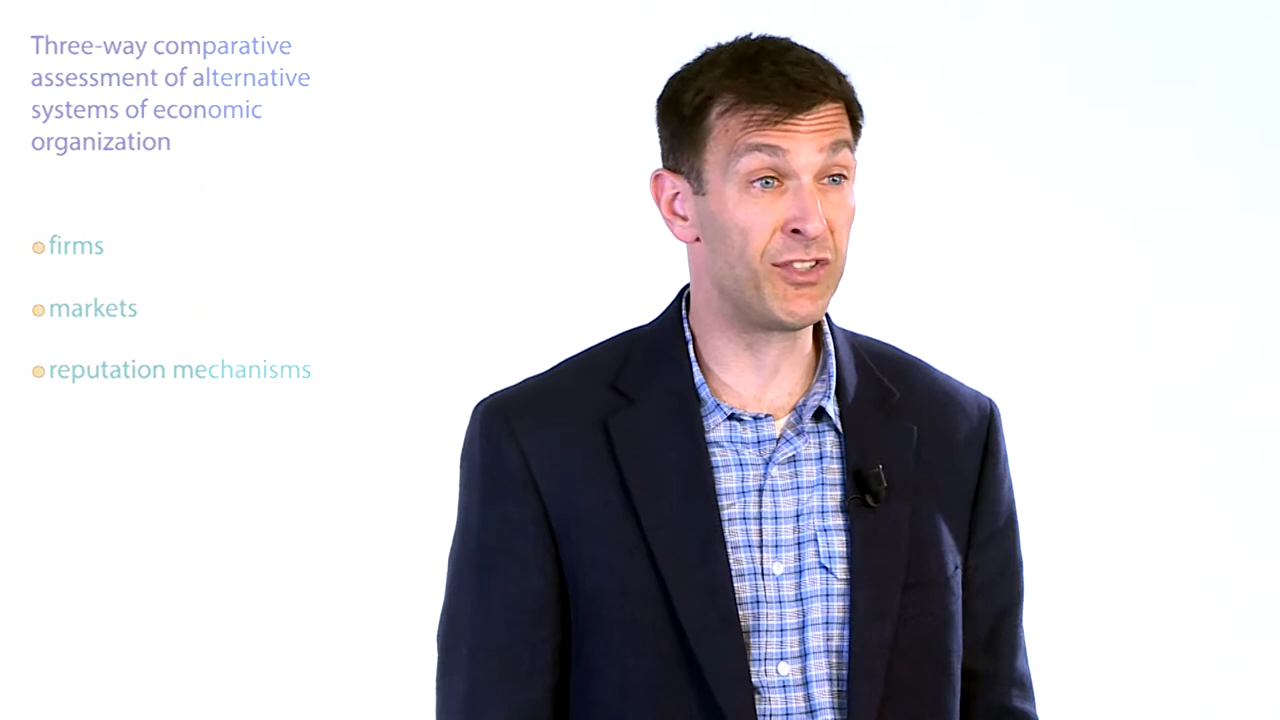 Three-way comparative
assessment of alternative
systems of economic
organization
firms
markets
reputation mechanisms